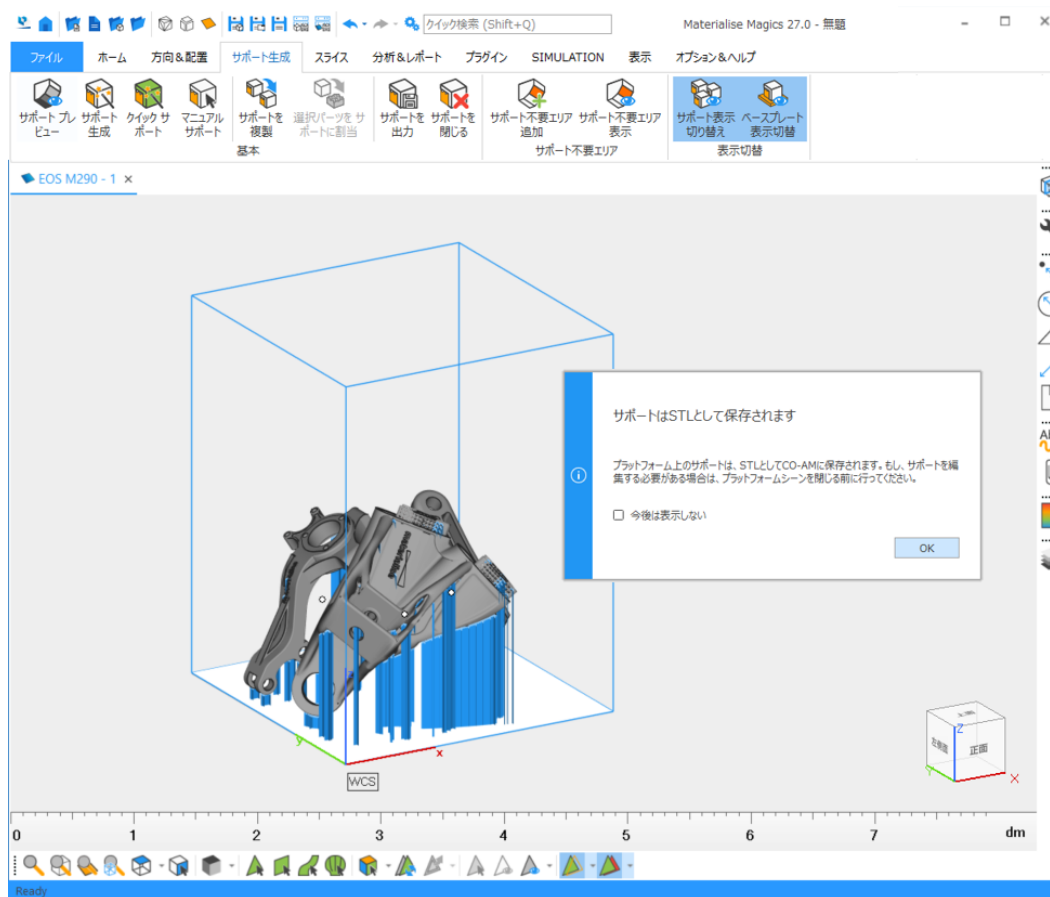 クイック検索 (Shift+Q)
Materialise Magics 27.0 - 無題
ファイル ホーム 方向&配置 サポート生成 スライス 分析&レポート プラグイン SIMULATION 表示 オプション&ヘルプ
サポート プレビュー
サポート生成
クイック サポート
マニュアル サポート
サポートを複製
選択パーツをサポートに割当
サポートを出力
サポートを閉じる
基本
サポート不要エリア追加
サポート不要エリア表示
サポート不要エリア
サポート表示切り替え
ベースプレート表示切替
表示切替
EOS M290 - 1
サポートはSTLとして保存されます
プラットフォーム上のサポートは、STLとしてCO-AMに保存されます。もし、サポートを編
集する必要がある場合は、プラットフォームシーンを閉じる前に行ってください。
今後は表示しない
OK
materialise
y
x
WCS
上面
左側面
正面
Z
Y
X
0 1 2 3 4 5 6 7 dm
Ready